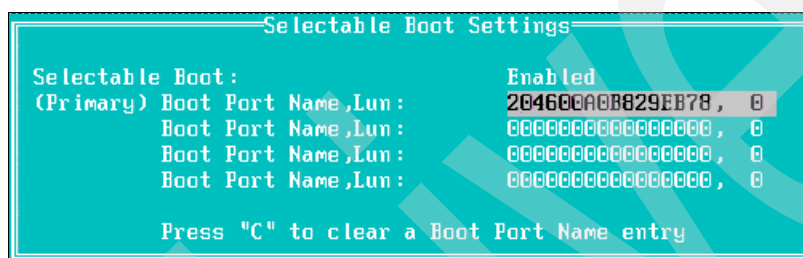 Selectable Boot Settings
Selectable Boot: Enabled
(Primary) Boot Port Name,Lun: 204600A0B829EB78, 0
Boot Port Name,Lun: 0000000000000000, 0
Boot Port Name,Lun: 0000000000000000, 0
Boot Port Name,Lun: 0000000000000000, 0
Press "C" to clear a Boot Port Name entry